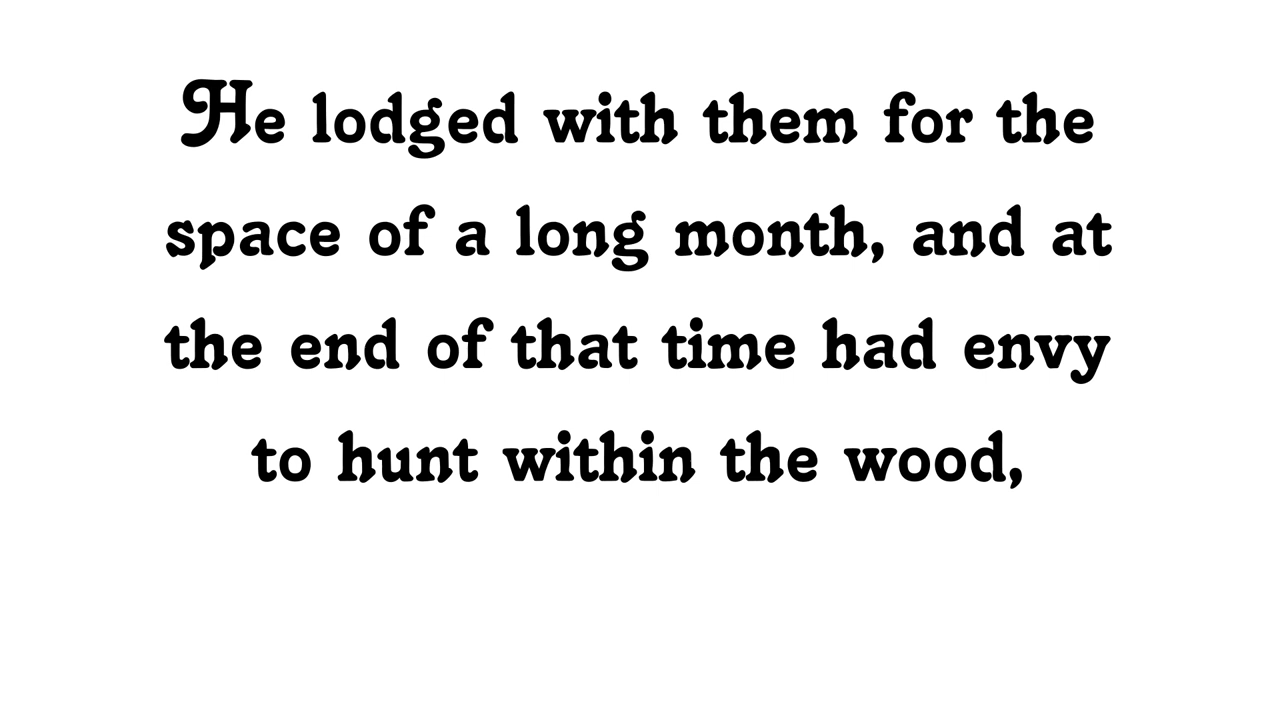 He lodged with them for the
space of a long month, and at
the end of that time had envy
to hunt within the wood,